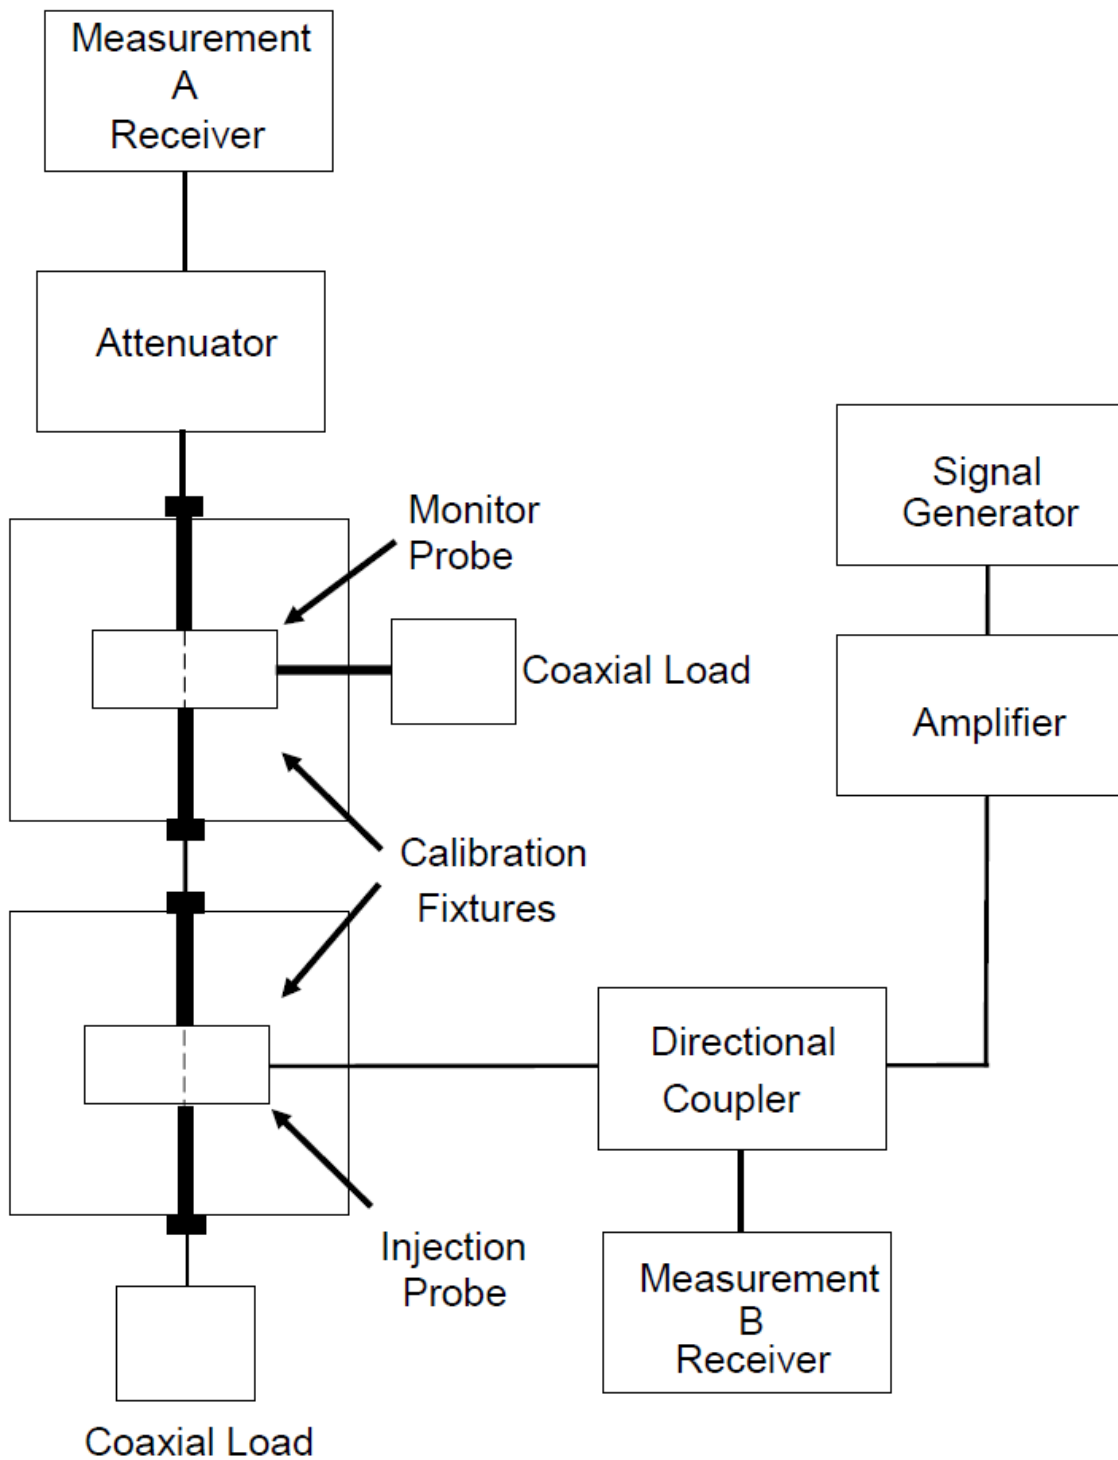 Measurement
A
Receiver
Attenuator
Monitor
Probe
Coaxial Load
Signal
Generator
Amplifier
Calibration
Fixtures
Directional
Coupler
Injection
Probe
Measurement
B
Receiver
Coaxial Load